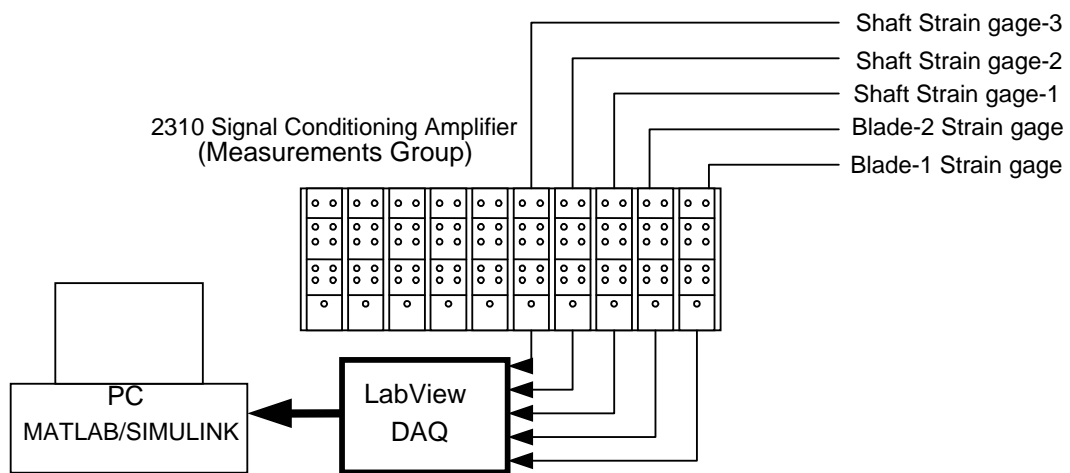 Shaft Strain gage-3
Shaft Strain gage-2
Shaft Strain gage-1
Blade-2 Strain gage
Blade-1 Strain gage
2310 Signal Conditioning Amplifier
(Measurements Group)
PC
MATLAB/SIMULINK
LabView
DAQ